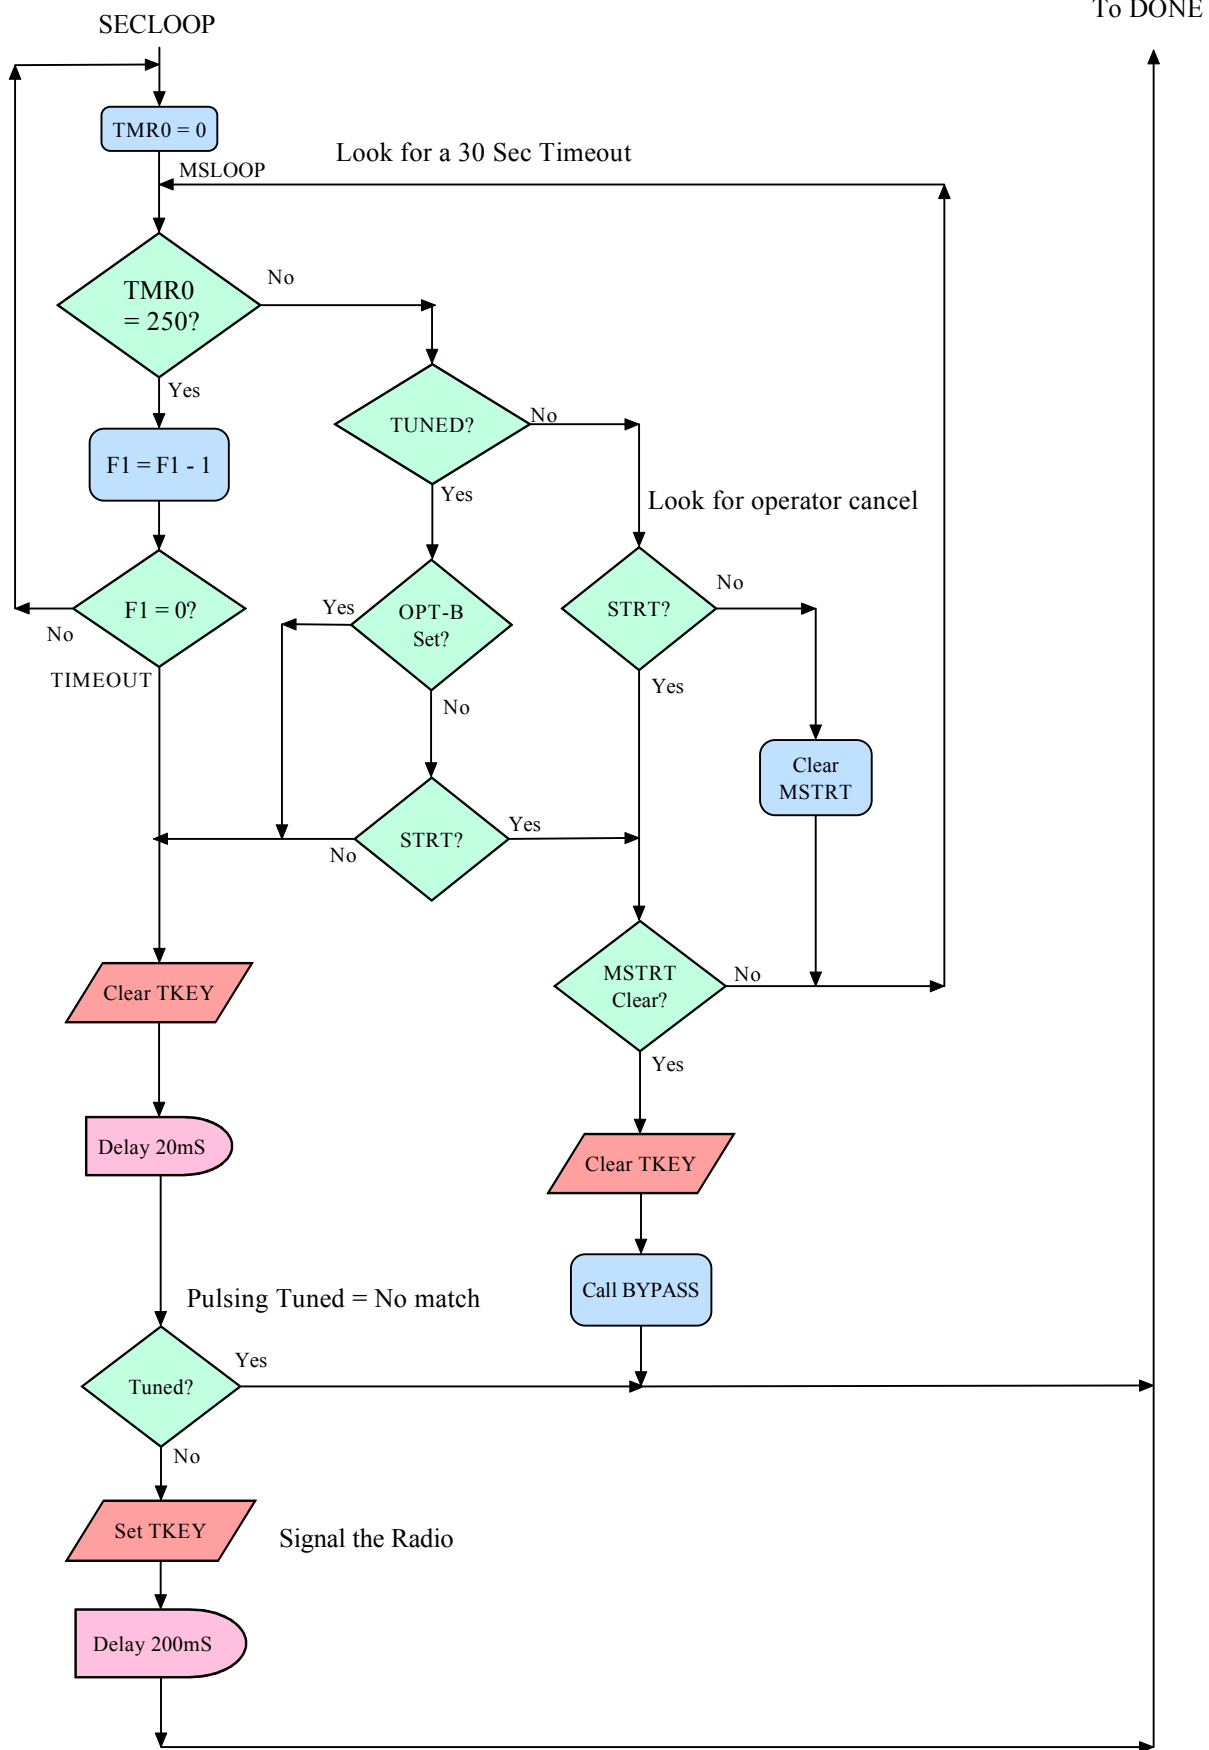 To DONE
SECLOOP
TMR0 = 0
Look for a 30 Sec Timeout
MSLOOP
No
TMR0
= 250?
Yes
TUNED?
No
F1 = F1 - 1
Yes
Look for operator cancel
No
F1 = 0?
No
Yes
OPT-B
Set?
STRT?
TIMEOUT
Yes
No
Clear
MSTRT
STRT?
Yes
No
MSTRT
Clear?
No
Clear TKEY
Yes
Delay 20mS
Clear TKEY
Call BYPASS
Pulsing Tuned = No match
Yes
Tuned?
No
Set TKEY
Signal the Radio
Delay 200mS